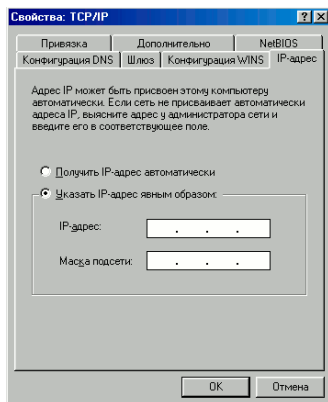 Свойства: TCP/IP
Привязка Дополнительно NetBIOS
Конфигурация DNS Шлюз Конфигурация WINS IP-адрес
Адрес IP может быть присвоен этому компьютеру
автоматически. Если сеть не присваивает автоматически
адреса IP, выясните адрес у администратора сети и
введите его в соответствующее поле.
Получить IP-адрес автоматически
Указать IP-адрес явным образом:
IP-адрес: . . .
Маска подсети: . . .
OK Отмена